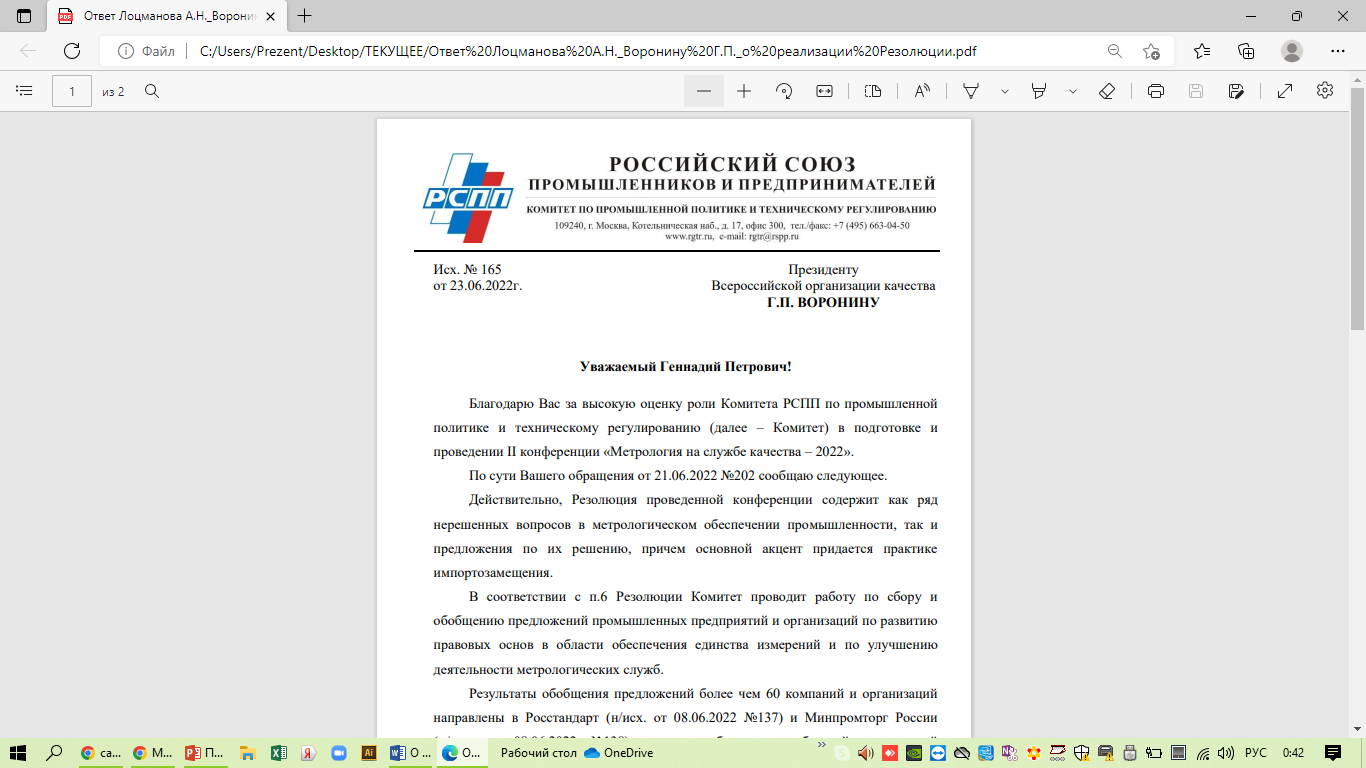 Ответ Лоцманова А.Н._Ворони
Файл
C:/Users/Prezent/Desktop/ТЕКУЩЕЕ/Ответ%20Лоцманова%20А.Н._Воронину%20Г.П._о%20реализации%20Резолюции.pdf
1 из 2
РСПП
РОССИЙСКИЙ СОЮЗ
ПРОМЫШЛЕННИКОВ И ПРЕДПРИНИМАТЕЛЕЙ
КОМИТЕТ ПО ПРОМЫШЛЕННОЙ ПОЛИТИКЕ И ТЕХНИЧЕСКОМУ РЕГУЛИРОВАНИЮ
109240, г. Москва, Котельническая наб., д. 17, офис 300, тел./факс: +7 (495) 663-04-50
www.rgtr.ru, e-mail: rgtr@rspp.ru
Исх. № 165
от 23.06.2022г.
Президенту
Всероссийской организации качества
Г.П. ВОРОНИНУ
Уважаемый Геннадий Петрович!
Благодарю Вас за высокую оценку роли Комитета РСПП по промышленной
политике и техническому регулированию (далее – Комитет) в подготовке и
проведении II конференции «Метрология на службе качества – 2022».
По сути Вашего обращения от 21.06.2022 №202 сообщаю следующее.
Действительно, Резолюция проведенной конференции содержит как ряд
нерешенных вопросов в метрологическом обеспечении промышленности, так и
предложения по их решению, причем основной акцент придается практике
импортозамещения.
В соответствии с п.6 Резолюции Комитет проводит работу по сбору и
обобщению предложений промышленных предприятий и организаций по развитию
правовых основ в области обеспечения единства измерений и по улучшению
деятельности метрологических служб.
Результаты обобщения предложений более чем 60 компаний и организаций
направлены в Росстандарт (н/исх. от 08.06.2022 №137) и Минпромторг России
са...
М...
П...
О ...
О...
Рабочий стол
OneDrive
РУС
0:42